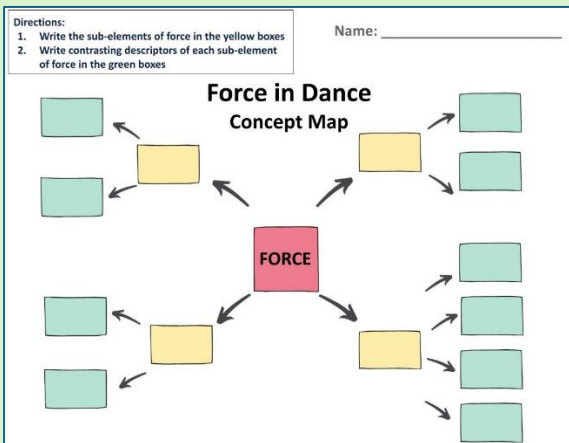 Directions:
1. Write the sub-elements of force in the yellow boxes
2. Write contrasting descriptors of each sub-element
of force in the green boxes
Name: ____________________
Force in Dance
Concept Map
FORCE